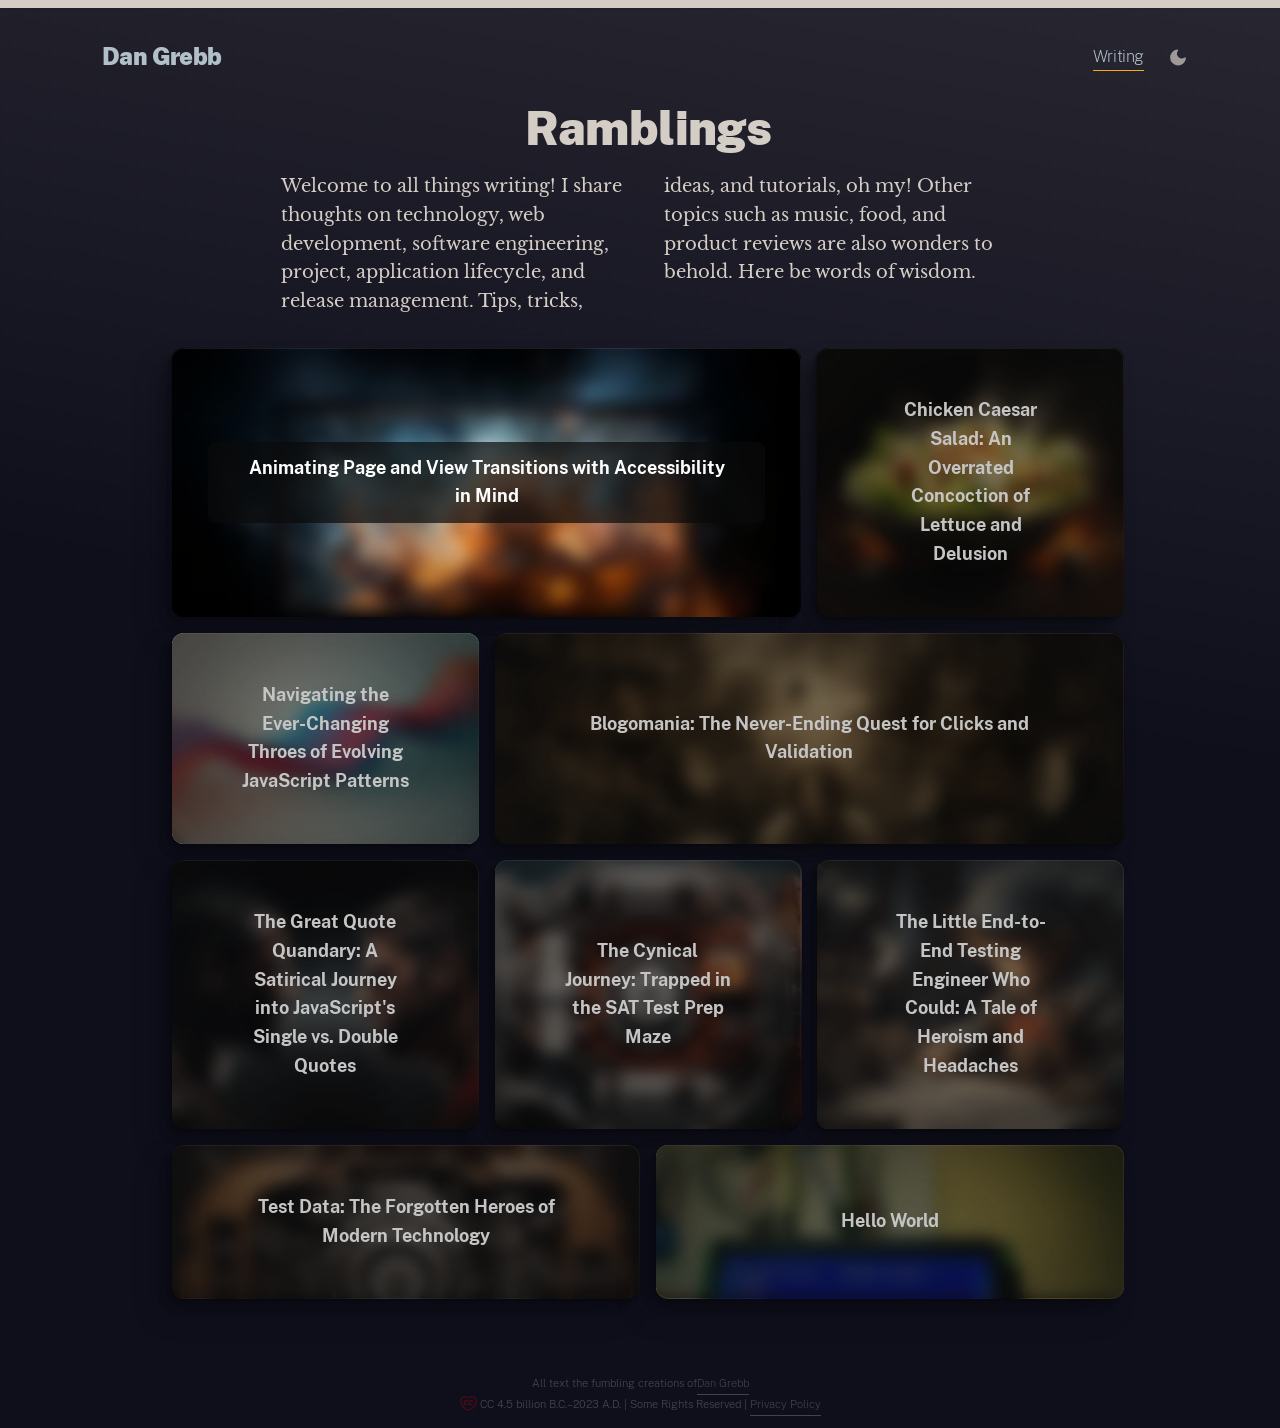 Dan Grebb
Writing
Ramblings
Welcome to all things writing! I share
thoughts on technology, web
development, software engineering,
project, application lifecycle, and
release management. Tips, tricks,
ideas, and tutorials, oh my! Other
topics such as music, food, and
product reviews are also wonders to
behold. Here be words of wisdom.
Animating Page and View Transitions with Accessibility
in Mind
Chicken Caesar
Salad: An
Overrated
Concoction of
Lettuce and
Delusion
Navigating the
Ever-Changing
Throes of Evolving
JavaScript Patterns
Blogomania: The Never-Ending Quest for Clicks and
Validation
The Great Quote
Quandary: A
Satirical Journey
into JavaScript's
Single vs. Double
Quotes
The Cynical
Journey: Trapped in
the SAT Test Prep
Maze
The Little End-to-
End Testing
Engineer Who
Could: A Tale of
Heroism and
Headaches
Test Data: The Forgotten Heroes of
Modern Technology
Hello World
All text the fumbling creations ofDan Grebb
CC 4.5 billion B.C.–2023 A.D. | Some Rights Reserved | Privacy Policy